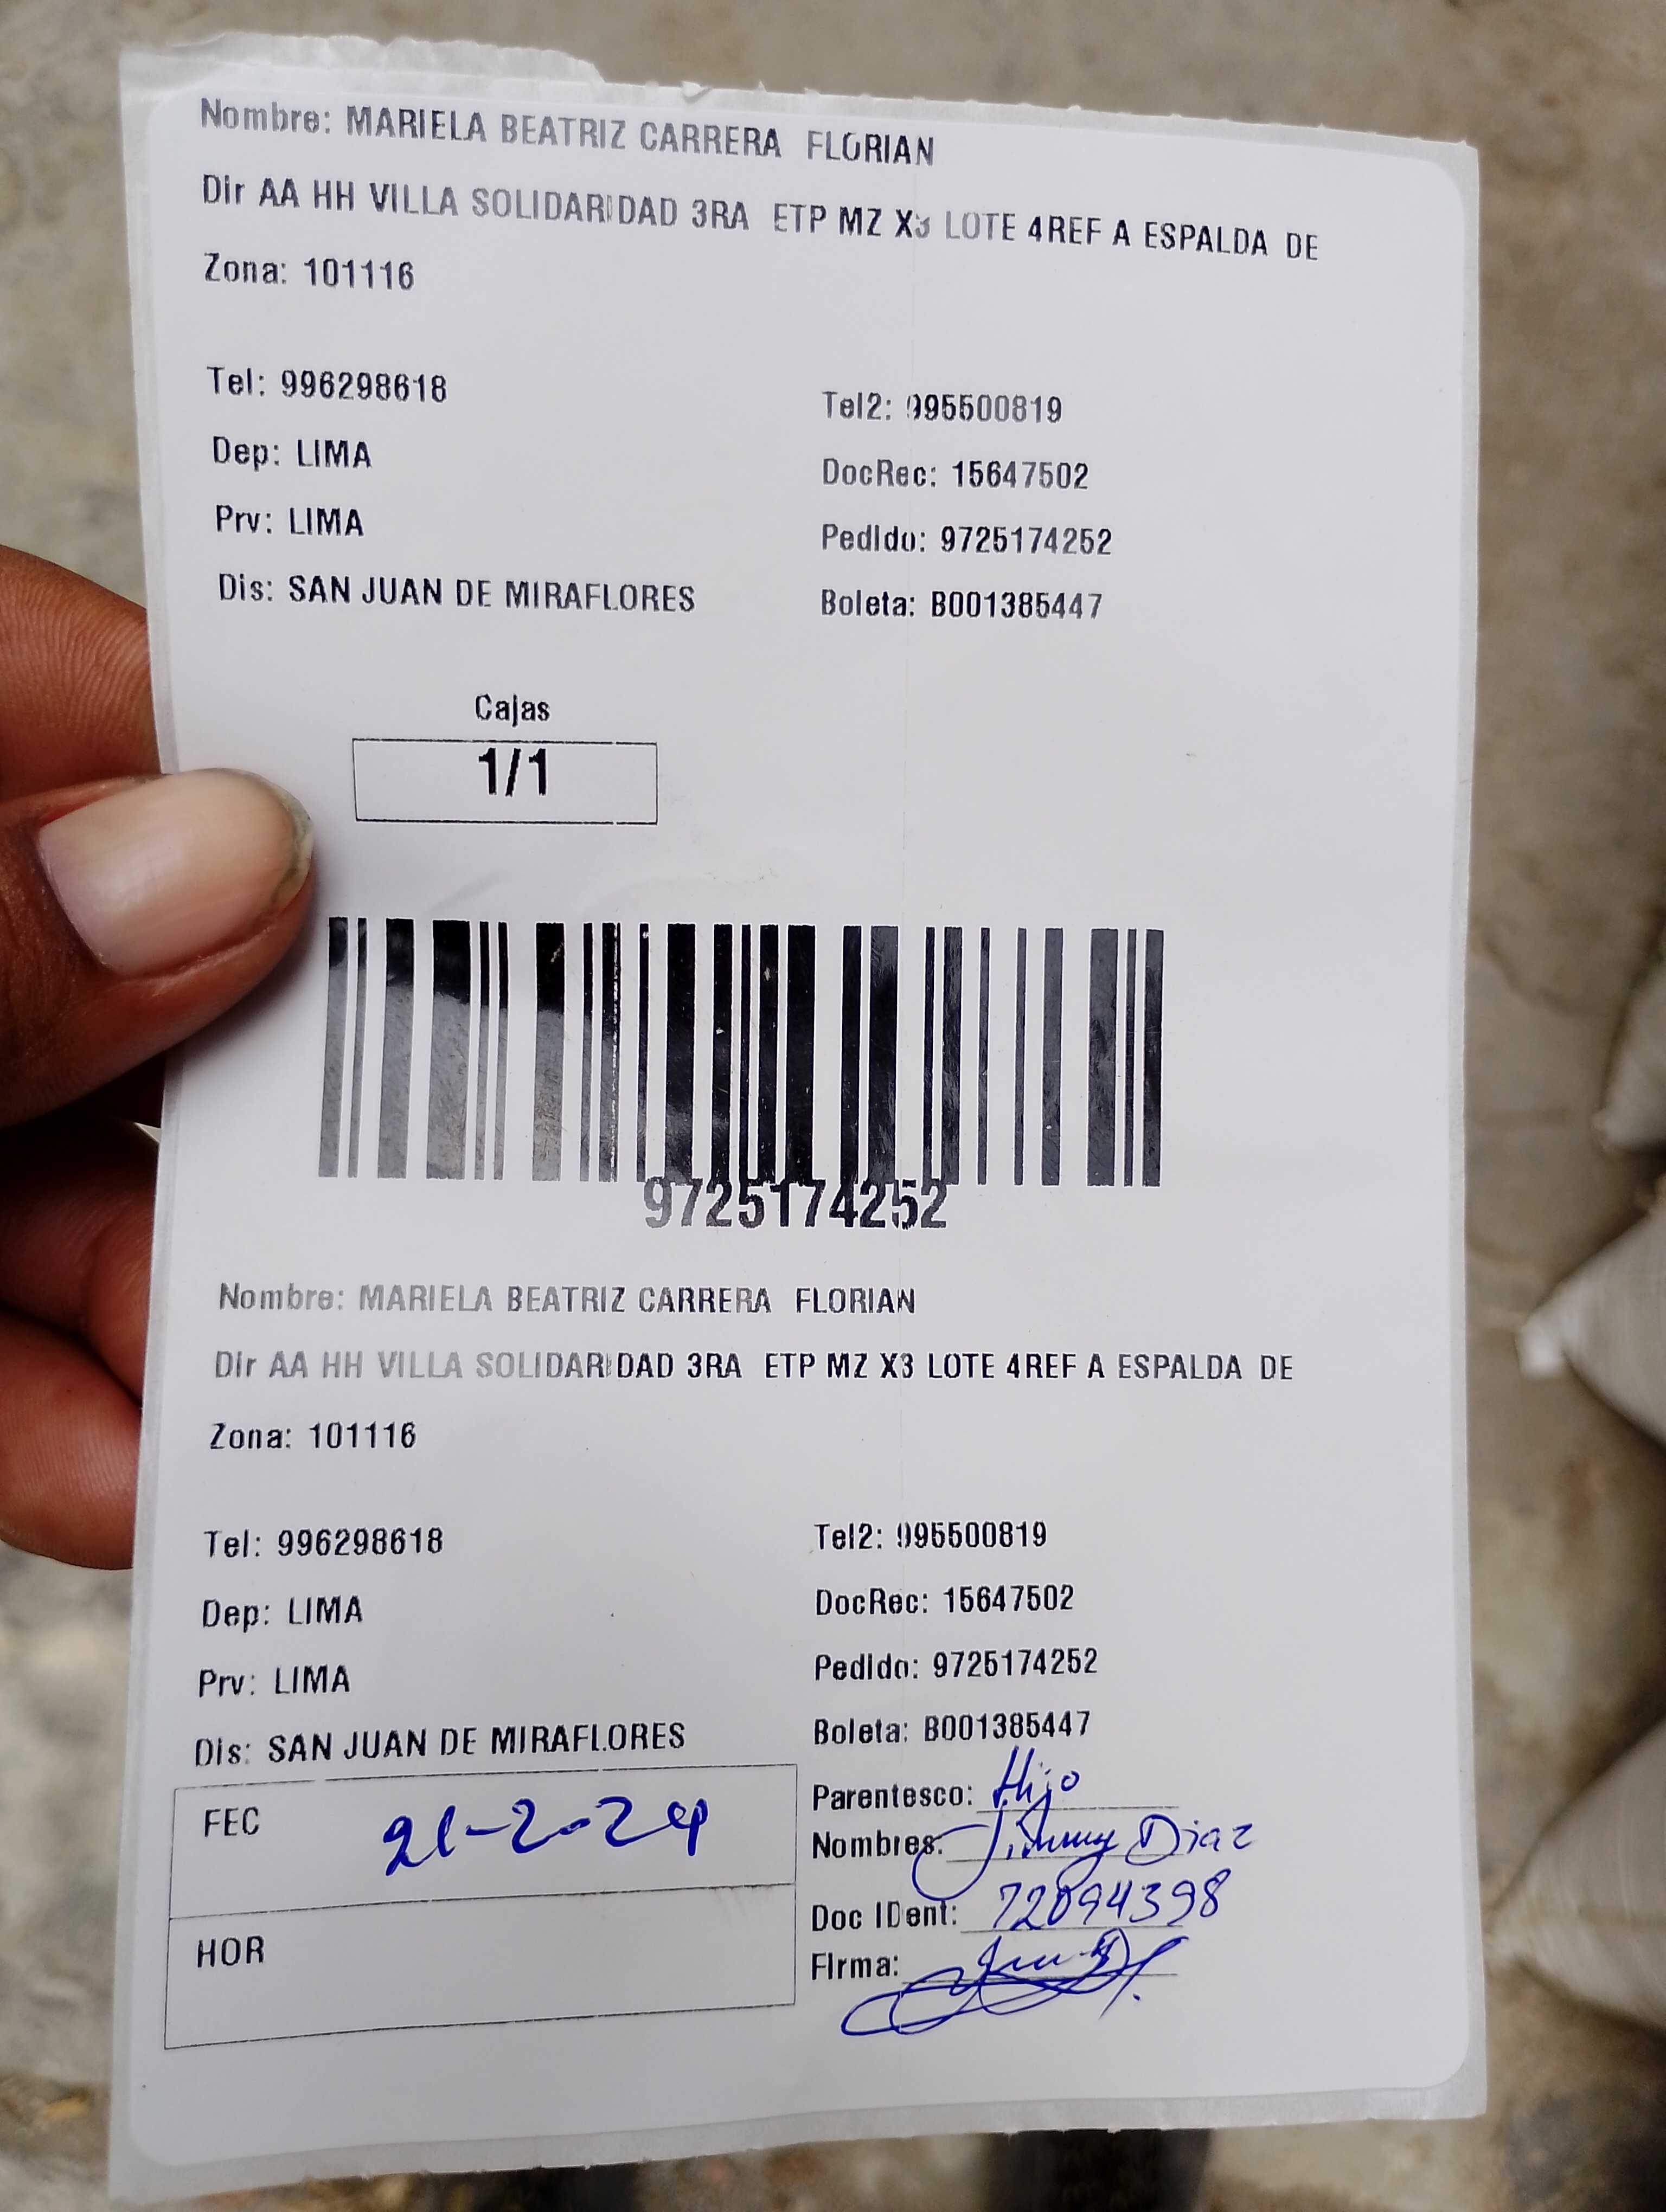 Nombre: MARIELA BEATRIZ CARRERA FLORIAN
Dir AA HH VILLA SOLIDARIDAD 3RA ETP MZ X3 LOTE 4REF A ESPALDA DE
Zona: 101116
Tel: 996298618
Tel2: 995500819
Dep: LIMA
DocRec: 15647502
Prv: LIMA
Pedido: 9725174252
Dis: SAN JUAN DE MIRAFLORES
Boleta: B001385447
Cajas
1/1
9725174252
Nombre: MARIELA BEATRIZ CARRERA FLORIAN
Dir AA HH VILLA SOLIDARIDAD 3RA ETP MZ X3 LOTE 4REF A ESPALDA DE
Zona: 101116
Tel: 996298618
Tel2: 995500819
Dep: LIMA
DocRec: 15647502
Prv: LIMA
Pedido: 9725174252
Dis: SAN JUAN DE MIRAFLORES
Boleta: B001385447
FEC 21-2-24
Parentesco: Hijo
Nombres: Jimmy Diaz
Doc IDent: 72094398
HOR
Firma: